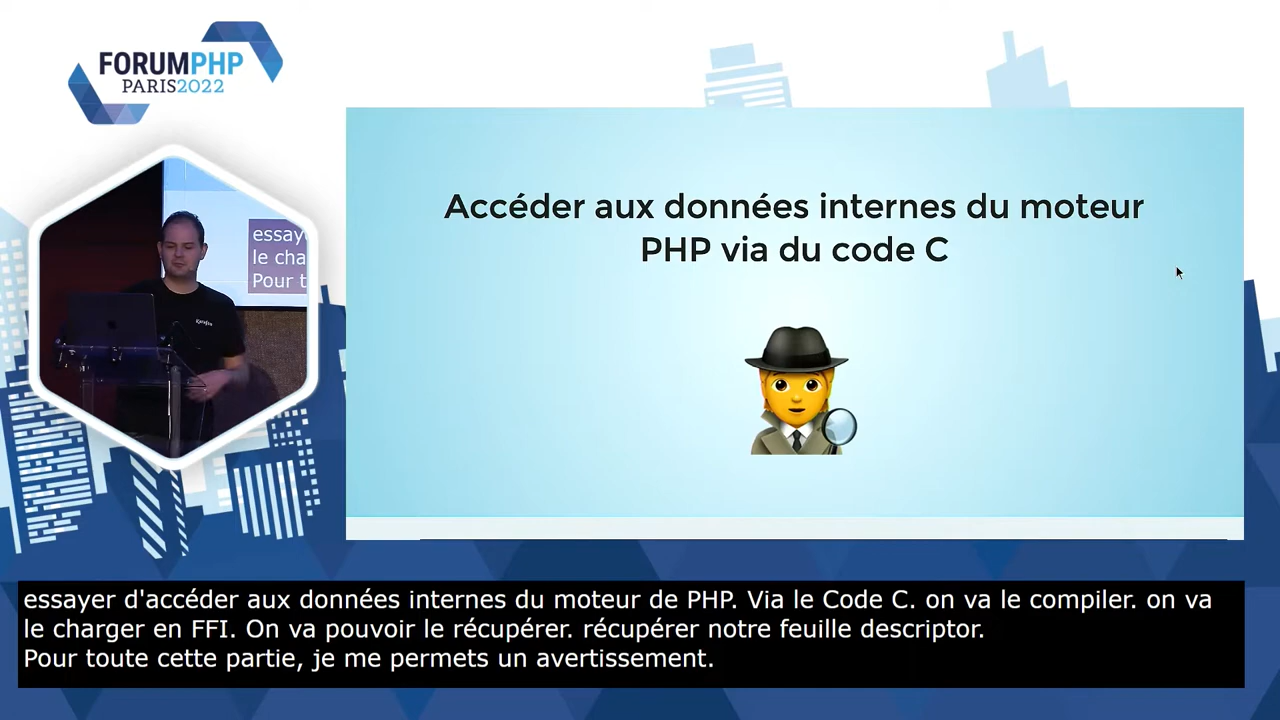 FORUMPHP
PARIS2022
Accéder aux données internes du moteur
PHP via du code C
essay
le cha
Pour t
Karafun
essayer d'accéder aux données internes du moteur de PHP. Via le Code C. on va le compiler. on va
le charger en FFI. On va pouvoir le récupérer. récupérer notre feuille descriptor.
Pour toute cette partie, je me permets un avertissement.